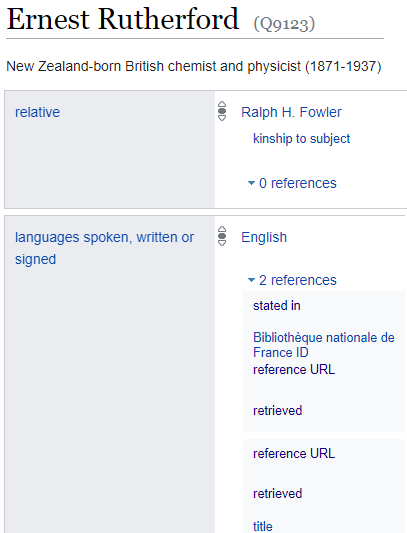 Ernest Rutherford (Q9123)
New Zealand-born British chemist and physicist (1871-1937)
relative
Ralph H. Fowler
kinship to subject
0 references
languages spoken, written or
signed
English
2 references
stated in
Bibliothèque nationale de
France ID
reference URL
retrieved
reference URL
retrieved
title